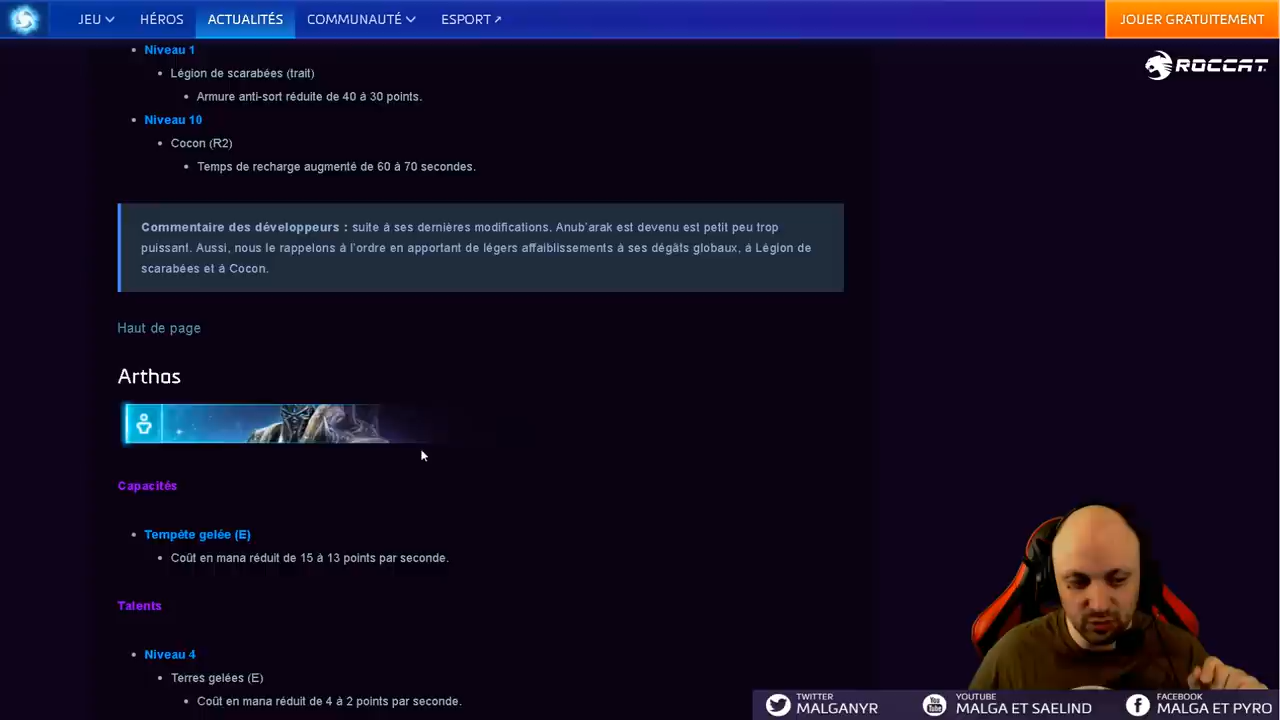 JEU HÉROS ACTUALITÉS COMMUNAUTÉ ESPORT JOUER GRATUITEMENT
ROCCAT
Niveau 1
Légion de scarabées (trait)
Armure anti-sort réduite de 40 à 30 points.
Niveau 10
Cocon (R2)
Temps de recharge augmenté de 60 à 70 secondes.
Commentaire des développeurs : suite à ses dernières modifications. Anub'arak est devenu est petit peu trop
puissant. Aussi, nous le rappelons à l'ordre en apportant de légers affaiblissements à ses dégâts globaux, à Légion de
scarabées et à Cocon.
Haut de page
Arthas
Capacités
Tempête gelée (E)
Coût en mana réduit de 15 à 13 points par seconde.
Talents
Niveau 4
Terres gelées (E)
Coût en mana réduit de 4 à 2 points par seconde.
TWITTER
MALGANYR
YOUTUBE
MALGA ET SAELIND
FACEBOOK
MALGA ET PYRO